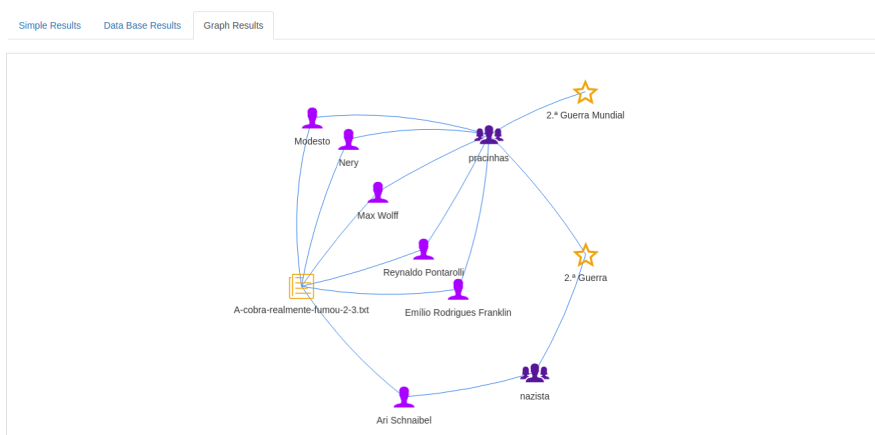 Simple Results
Data Base Results
Graph Results
2.ª Guerra Mundial
Modesto
Nery
pracinhas
Max Wolff
Reynaldo Pontarolli
2.ª Guerra
A-cobra-realmente-fumou-2-3.txt
Emílio Rodrigues Franklin
nazista
Ari Schnaibel